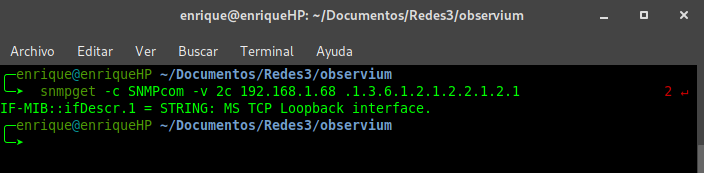 enrique@enriqueHP: ~/Documentos/Redes3/observium
Archivo Editar Ver Buscar Terminal Ayuda
enrique@enriqueHP ~/Documentos/Redes3/observium
snmpget -c SNMPcom -v 2c 192.168.1.68 .1.3.6.1.2.1.2.2.1.2.1 2 ↵
IF-MIB::ifDescr.1 = STRING: MS TCP Loopback interface.
enrique@enriqueHP ~/Documentos/Redes3/observium